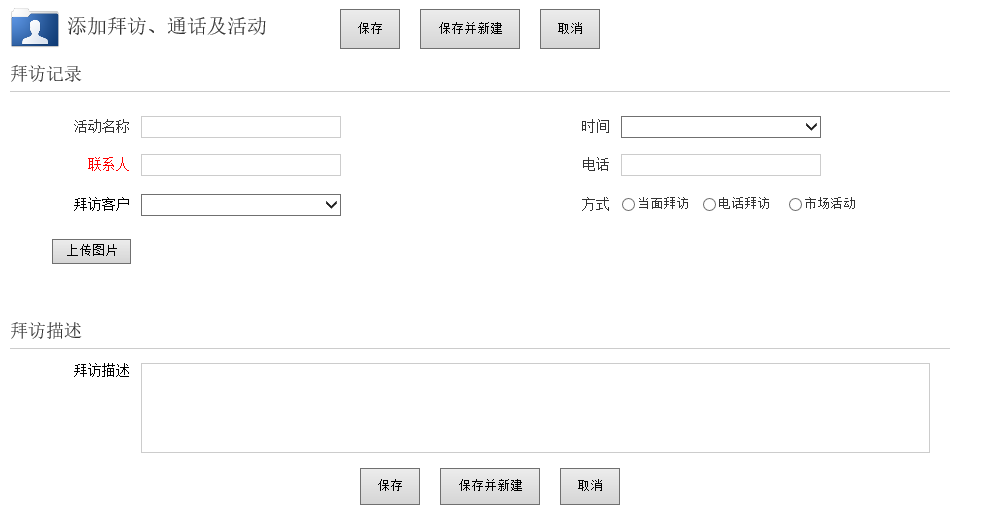 添加拜访、通话及活动 保存 保存并新建 取消
拜访记录
活动名称 时间
联系人 电话
拜访客户 方式 当面拜访 电话拜访 市场活动
上传图片
拜访描述
拜访描述
保存 保存并新建 取消